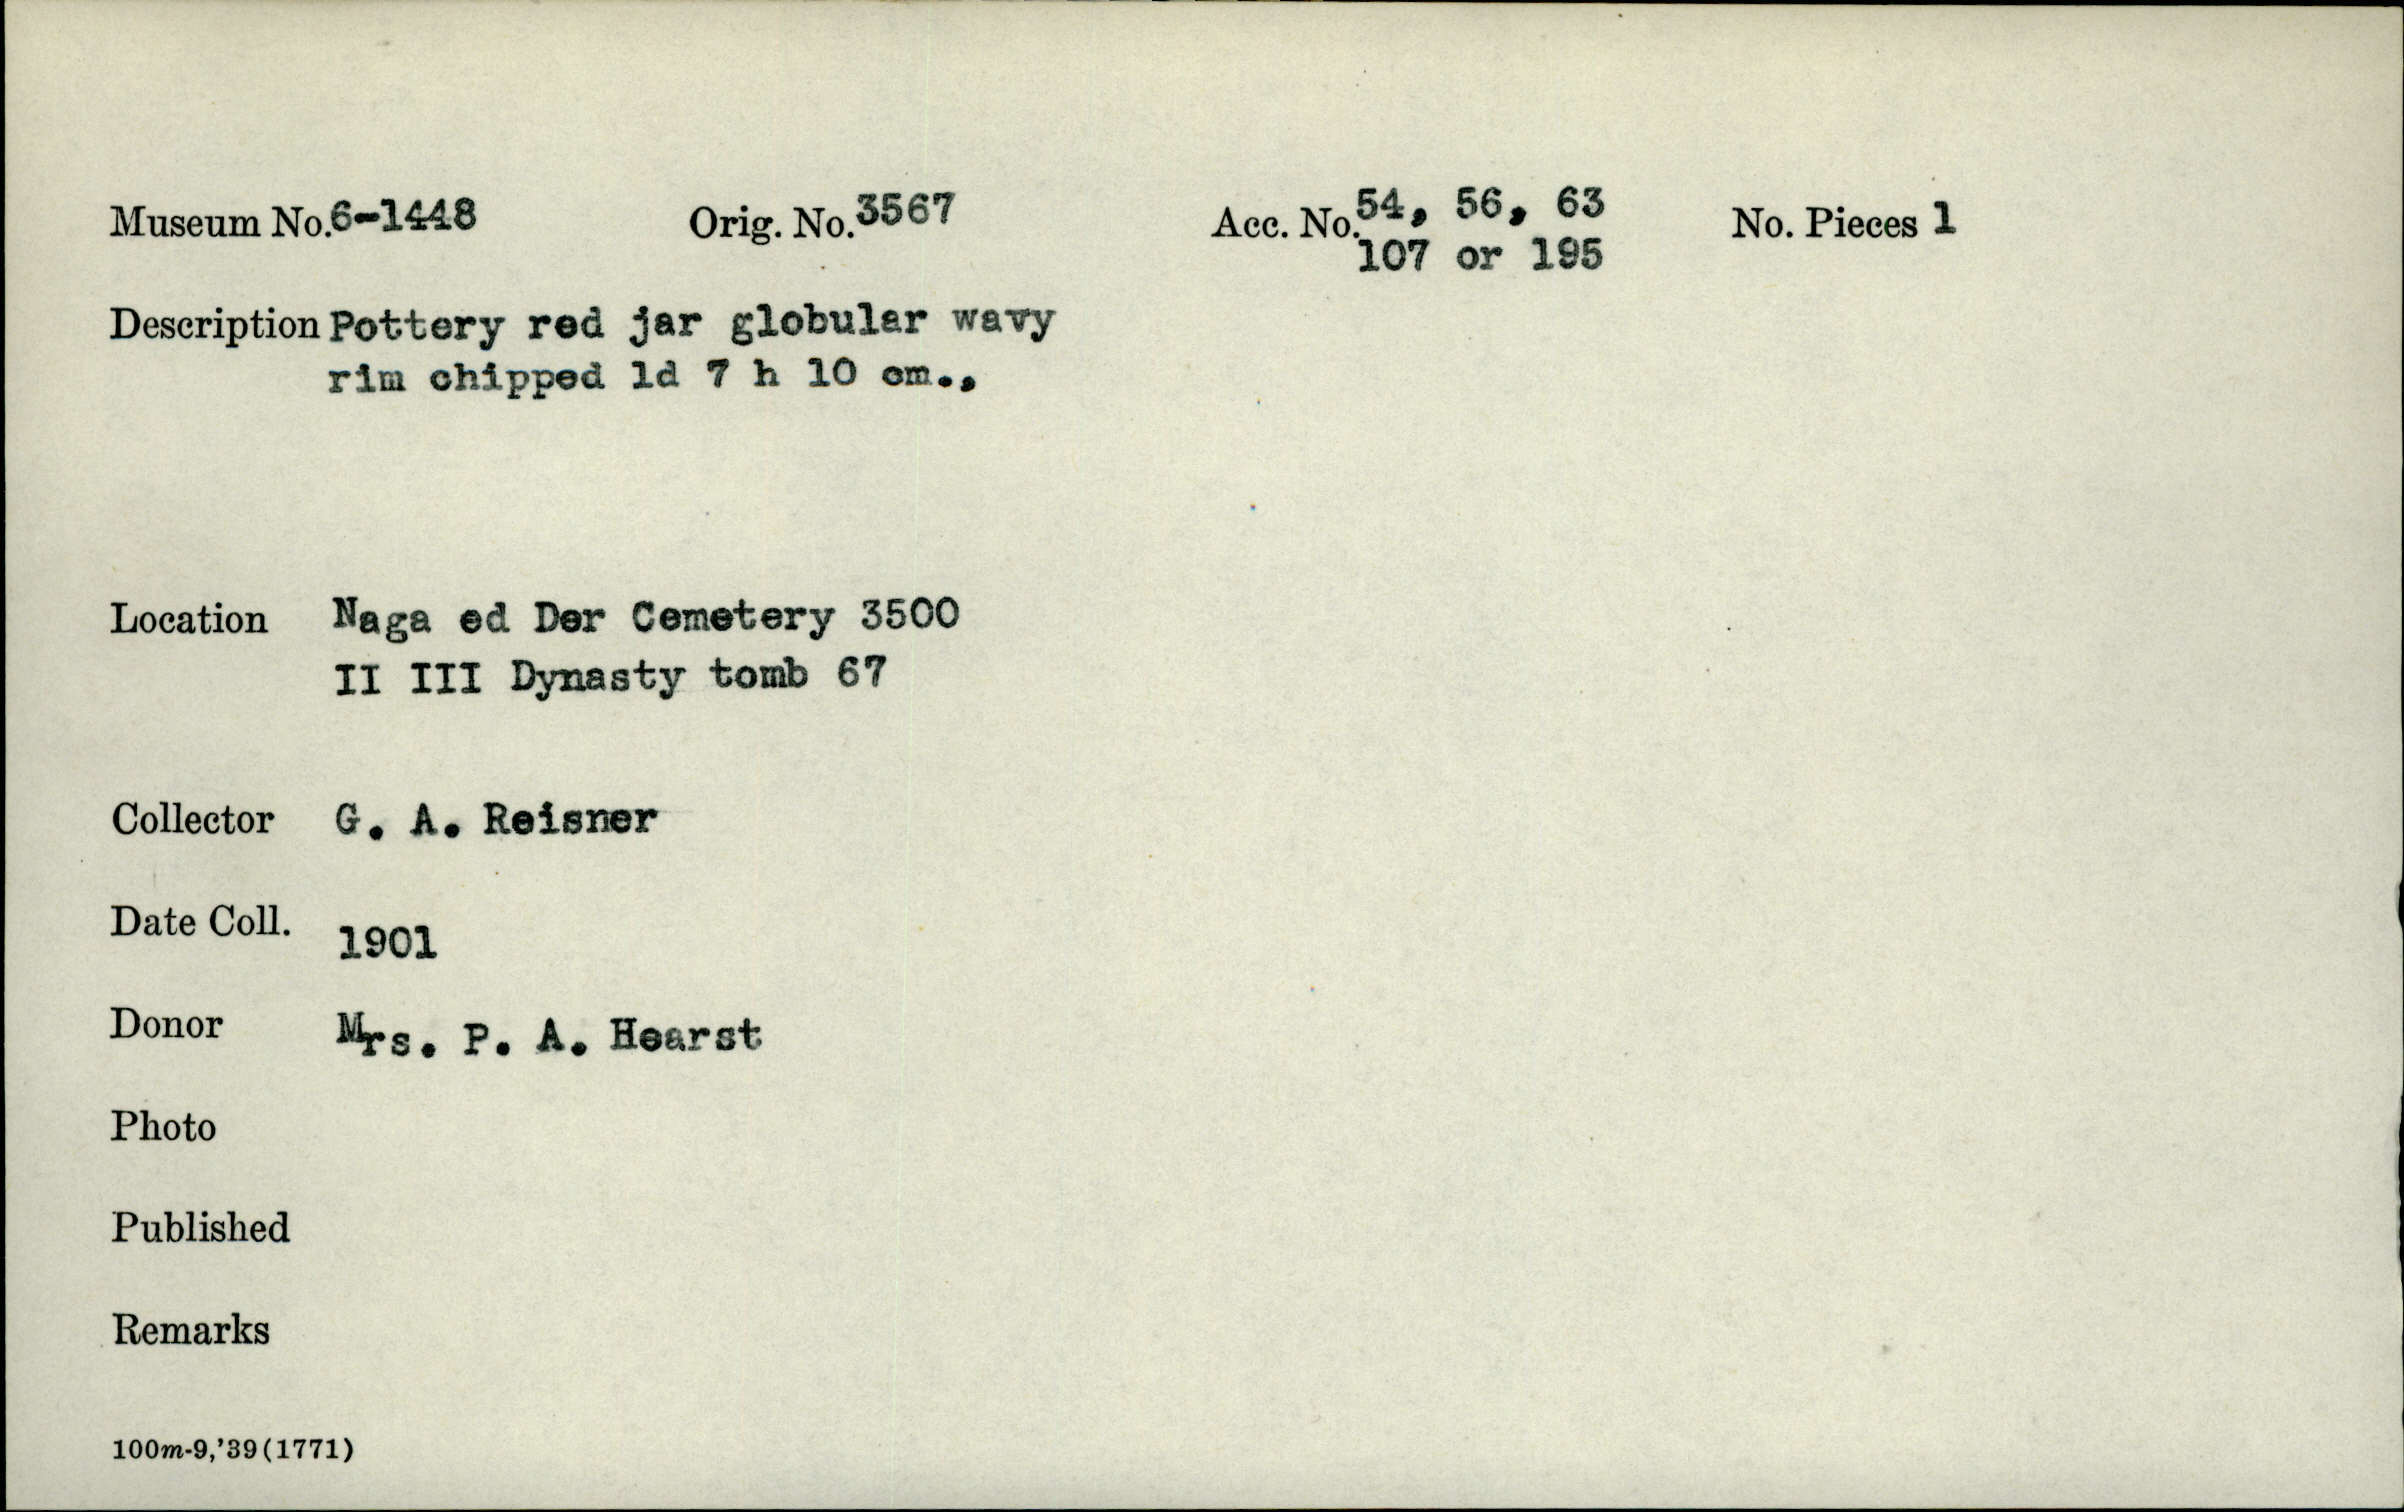 Museum No. 6-1448 Orig. No. 3567 Acc. No. 54, 56, 63 No. Pieces 1
107 or 195
Description Pottery red jar globular wavy
rim chipped ld 7 h 10 cm.,
Location Naga ed Der Cemetery 3500
II III Dynasty tomb 67
Collector G. A. Reisner
Date Coll. 1901
Donor Mrs. P. A. Hearst
Photo
Published
Remarks
100m-9,'39(1771)